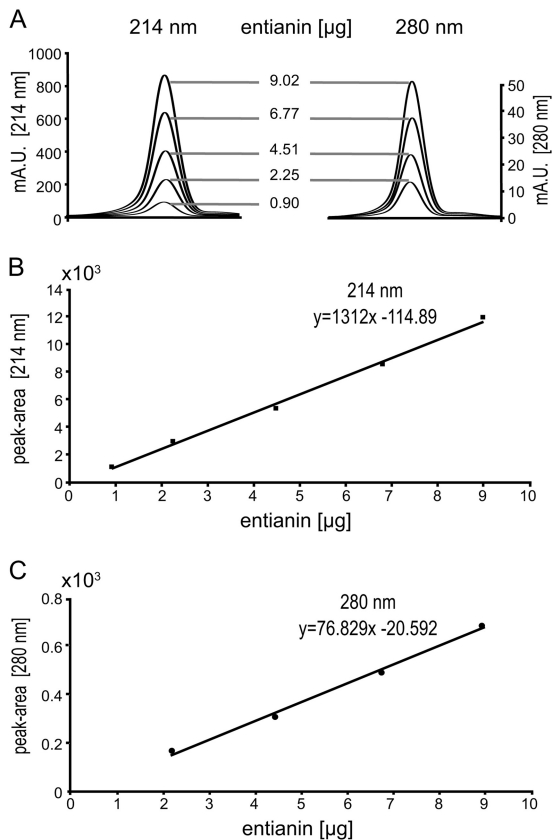 A
214 nm entianin [µg] 280 nm
mA.U. [214 nm]
1000
800
600
400
200
0
9.02
6.77
4.51
2.25
0.90
50
40
30
20
10
0
mA.U. [280 nm]
B
x10³
14
12
10
8
6
4
2
0
peak-area [214 nm]
214 nm
y=1312x -114.89
0 1 2 3 4 5 6 7 8 9 10
entianin [µg]
C
x10³
0.8
0.6
0.4
0.2
0
peak-area [280 nm]
280 nm
y=76.829x -20.592
0 1 2 3 4 5 6 7 8 9 10
entianin [µg]